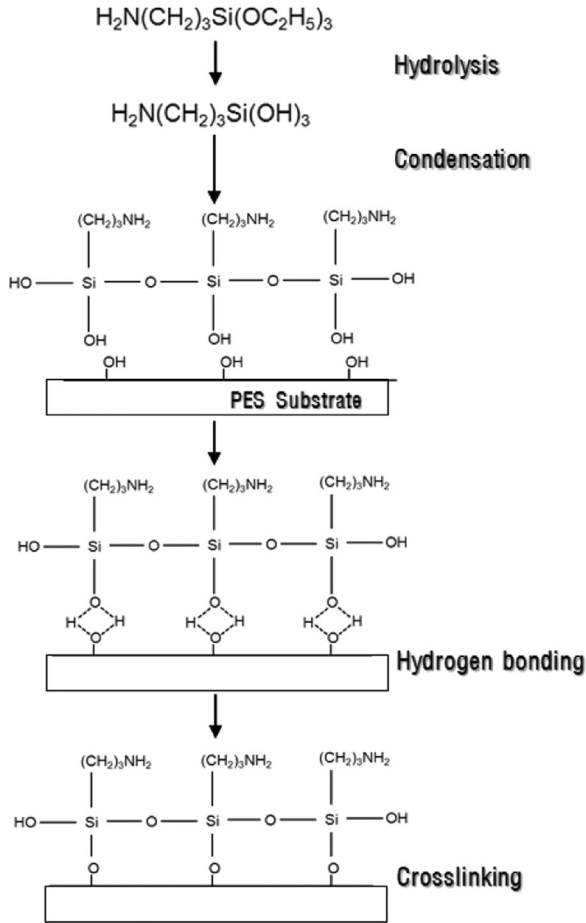 H₂N(CH₂)₃Si(OC₂H₅)₃
Hydrolysis
H₂N(CH₂)₃Si(OH)₃
Condensation
(CH₂)₃NH₂ (CH₂)₃NH₂ (CH₂)₃NH₂
HO Si O Si O Si OH
OH OH OH
OH OH OH
PES Substrate
(CH₂)₃NH₂ (CH₂)₃NH₂ (CH₂)₃NH₂
HO Si O Si O Si OH
O O O
H H H H H H
O O O
Hydrogen bonding
(CH₂)₃NH₂ (CH₂)₃NH₂ (CH₂)₃NH₂
HO Si O Si O Si OH
O O O
Crosslinking